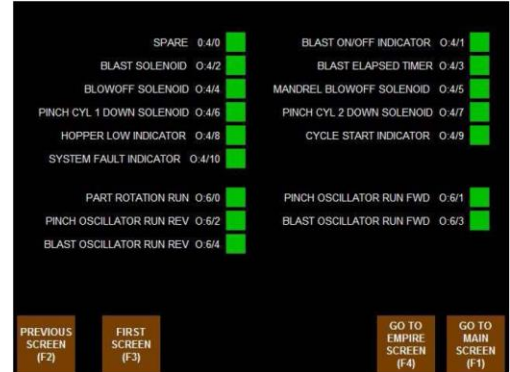 SPARE 0:4/0
BLAST ON/OFF INDICATOR O:4/1
BLAST SOLENOID O:4/2
BLAST ELAPSED TIMER O:4/3
BLOWOFF SOLENOID O:4/4
MANDREL BLOWOFF SOLENOID O:4/5
PINCH CYL 1 DOWN SOLENOID O:4/6
PINCH CYL 2 DOWN SOLENOID O:4/7
HOPPER LOW INDICATOR O:4/8
CYCLE START INDICATOR O:4/9
SYSTEM FAULT INDICATOR O:4/10
PART ROTATION RUN O:6/0
PINCH OSCILLATOR RUN FWD O:6/1
PINCH OSCILLATOR RUN REV O:6/2
BLAST OSCILLATOR RUN FWD O:6/3
BLAST OSCILLATOR RUN REV O:6/4
PREVIOUS
SCREEN
(F2)
FIRST
SCREEN
(F3)
GO TO
EMPIRE
SCREEN
(F4)
GO TO
MAIN
SCREEN
(F1)